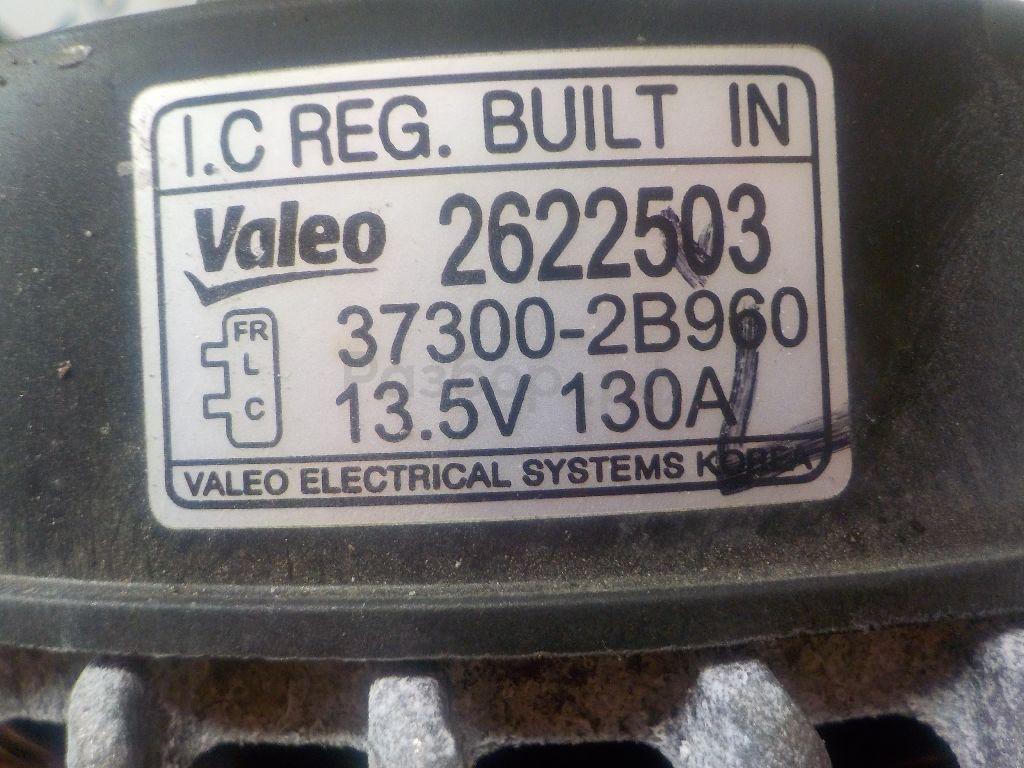 I.C REG. BUILT IN
Valeo 2622503
FR
L
C
37300-2B960
13.5V 130A
VALEO ELECTRICAL SYSTEMS KOREA